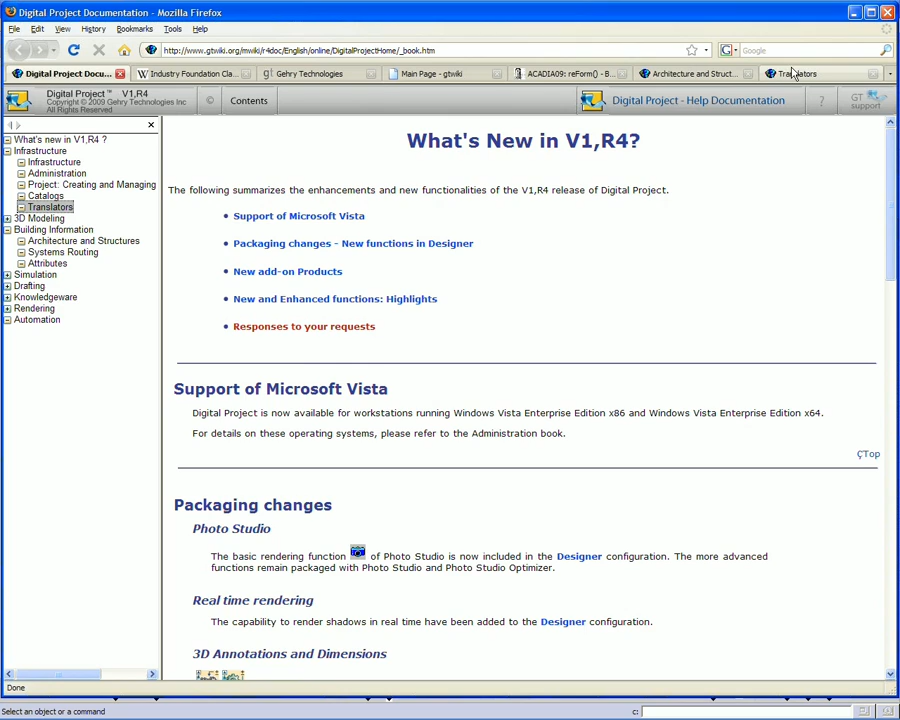 Digital Project Documentation - Mozilla Firefox
File Edit View History Bookmarks Tools Help
http://www.gtwiki.org/mwiki/r4doc/English/online/DigitalProjectHome/_book.htm
Google
Digital Project Docu...
Industry Foundation Cla...
Gehry Technologies
Main Page - gtwiki
ACADIA09: reForm() - B...
Architecture and Struct...
Translators
Digital Project™ V1,R4
Copyright © 2009 Gehry Technologies Inc
All Rights Reserved
©
Contents
Digital Project - Help Documentation
?
GT
support
What's new in V1,R4 ?
Infrastructure
Infrastructure
Administration
Project: Creating and Managing
Catalogs
Translators
3D Modeling
Building Information
Architecture and Structures
Systems Routing
Attributes
Simulation
Drafting
Knowledgeware
Rendering
Automation
What's New in V1,R4?
The following summarizes the enhancements and new functionalities of the V1,R4 release of Digital Project.
• Support of Microsoft Vista
• Packaging changes - New functions in Designer
• New add-on Products
• New and Enhanced functions: Highlights
• Responses to your requests
Support of Microsoft Vista
Digital Project is now available for workstations running Windows Vista Enterprise Edition x86 and Windows Vista Enterprise Edition x64.
For details on these operating systems, please refer to the Administration book.
ÇTop
Packaging changes
Photo Studio
The basic rendering function of Photo Studio is now included in the Designer configuration. The more advanced
functions remain packaged with Photo Studio and Photo Studio Optimizer.
Real time rendering
The capability to render shadows in real time have been added to the Designer configuration.
3D Annotations and Dimensions
Done
Select an object or a command
c: